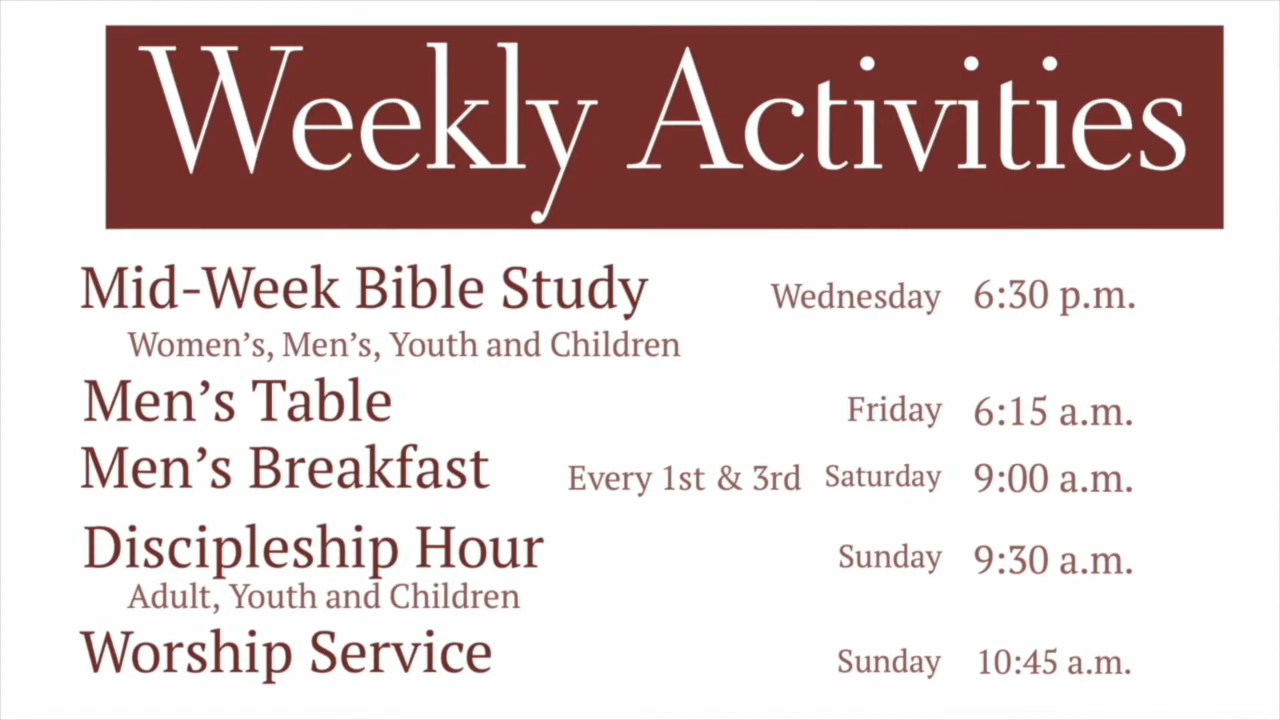 Weekly Activities
Mid-Week Bible Study Wednesday 6:30 p.m.
Women’s, Men’s, Youth and Children
Men’s Table Friday 6:15 a.m.
Men’s Breakfast Every 1st & 3rd Saturday 9:00 a.m.
Discipleship Hour Sunday 9:30 a.m.
Adult, Youth and Children
Worship Service Sunday 10:45 a.m.